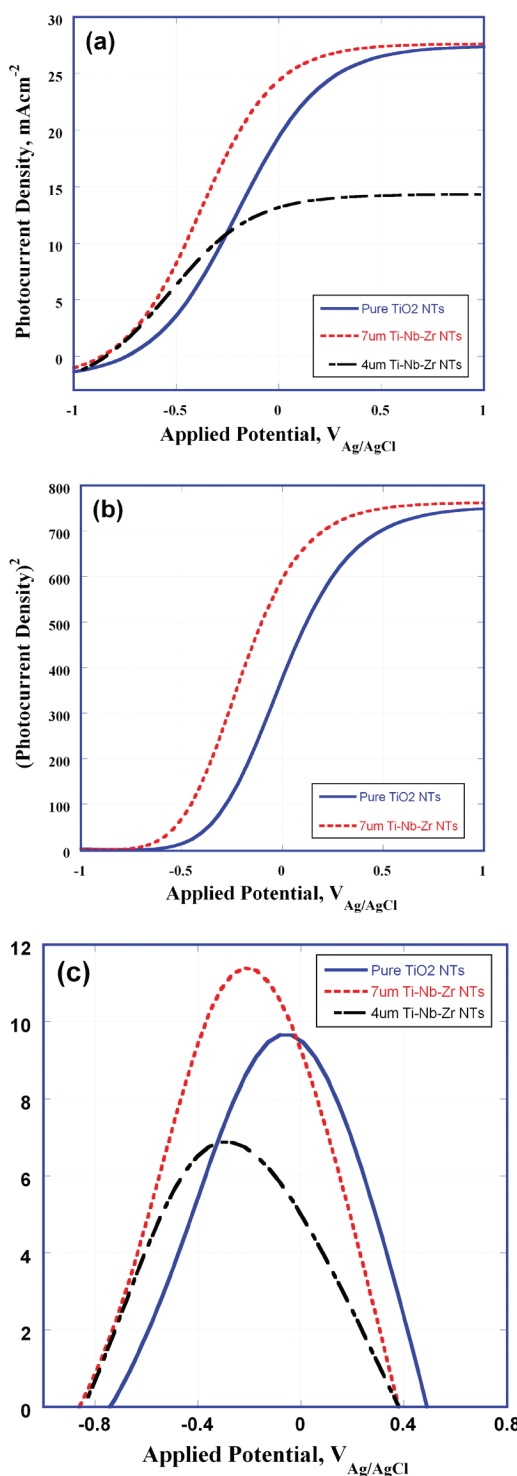 (a)
Photocurrent Density, mAcm-2
30
25
20
15
10
5
0
Pure TiO2 NTs
7um Ti-Nb-Zr NTs
4um Ti-Nb-Zr NTs
-1 -0.5 0 0.5 1
Applied Potential, V Ag/AgCl
(b)
(Photocurrent Density)2
800
700
600
500
400
300
200
100
0
Pure TiO2 NTs
7um Ti-Nb-Zr NTs
-1 -0.5 0 0.5 1
Applied Potential, V Ag/AgCl
(c)
12
10
8
6
4
2
0
Pure TiO2 NTs
7um Ti-Nb-Zr NTs
4um Ti-Nb-Zr NTs
-0.8 -0.4 0 0.4 0.8
Applied Potential, V Ag/AgCl